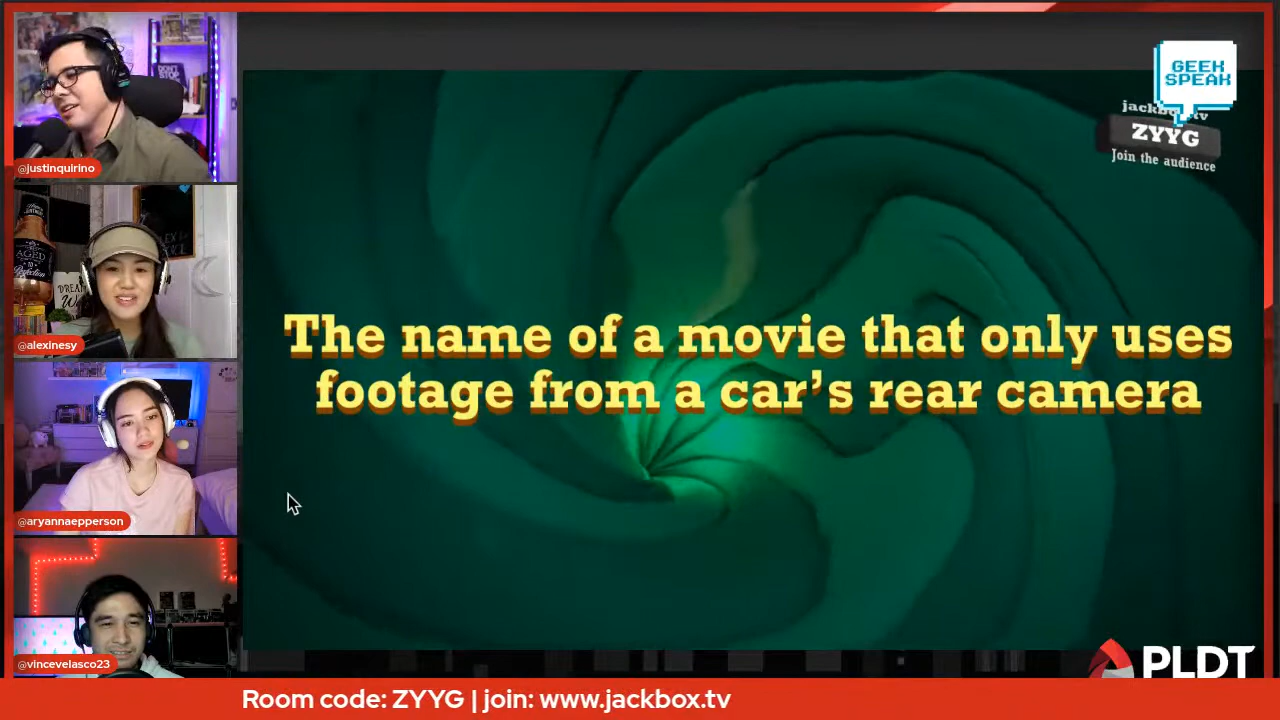 GEEK
SPEAK
ZYYG
Join the audience
@justinquirino
@alexinesy
The name of a movie that only uses
footage from a car’s rear camera
@aryannaepperson
@vincevelasco23
PLDT
Room code: ZYYG | join: www.jackbox.tv